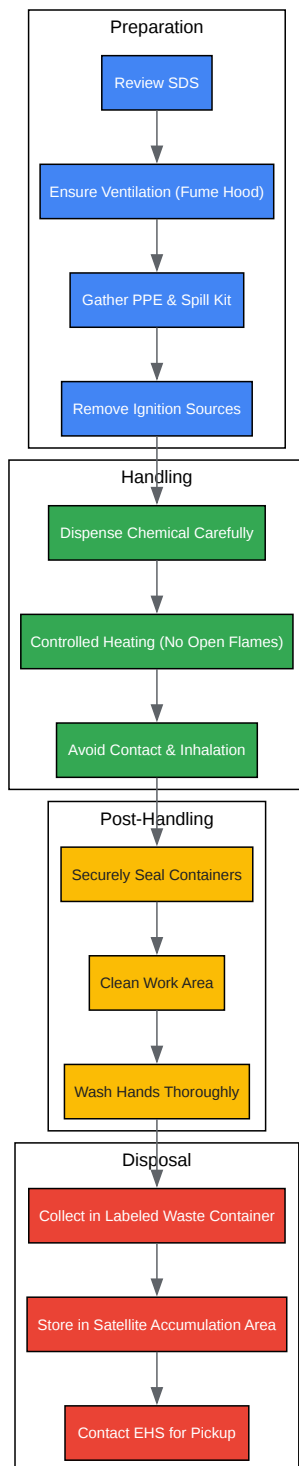 Preparation
Review SDS
Ensure Ventilation (Fume Hood)
Gather PPE & Spill Kit
Remove Ignition Sources
Handling
Dispense Chemical Carefully
Controlled Heating (No Open Flames)
Avoid Contact & Inhalation
Post-Handling
Securely Seal Containers
Clean Work Area
Wash Hands Thoroughly
Disposal
Collect in Labeled Waste Container
Store in Satellite Accumulation Area
Contact EHS for Pickup